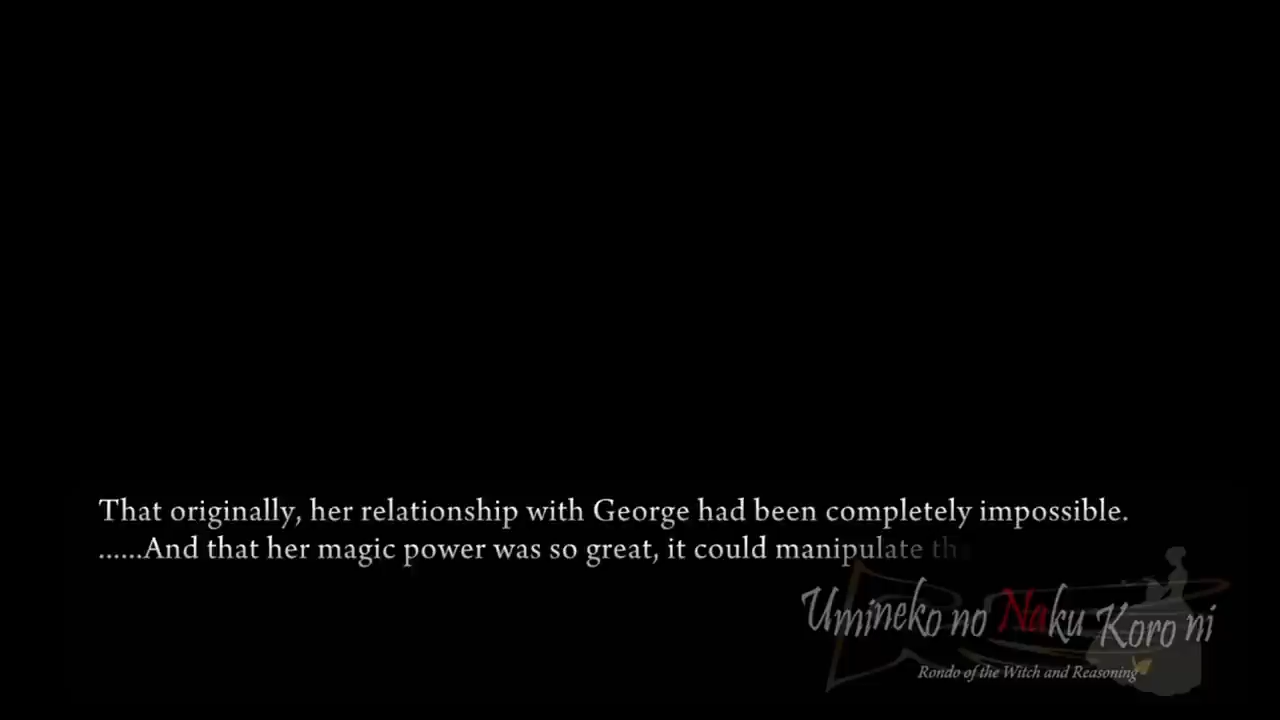 That originally, her relationship with George had been completely impossible.
......And that her magic power was so great, it could manipulate
Umineko no Naku Koro ni
Rondo of the Witch and Reasoning